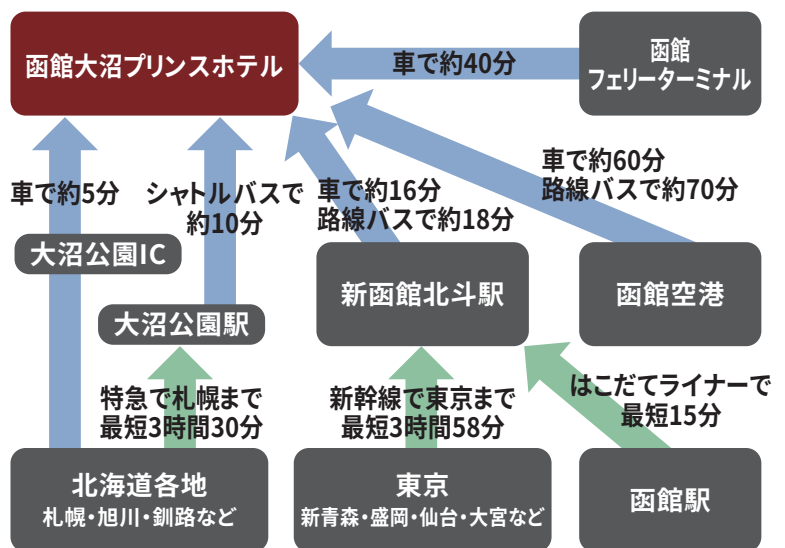 函館大沼プリンスホテル
車で約40分
函館
フェリーターミナル
車で約5分
シャトルバスで
約10分
車で約16分
路線バスで約18分
車で約60分
路線バスで約70分
大沼公園IC
大沼公園駅
新函館北斗駅
函館空港
特急で札幌まで
最短3時間30分
新幹線で東京まで
最短3時間58分
はこだてライナーで
最短15分
北海道各地
札幌・旭川・釧路など
東京
新青森・盛岡・仙台・大宮など
函館駅